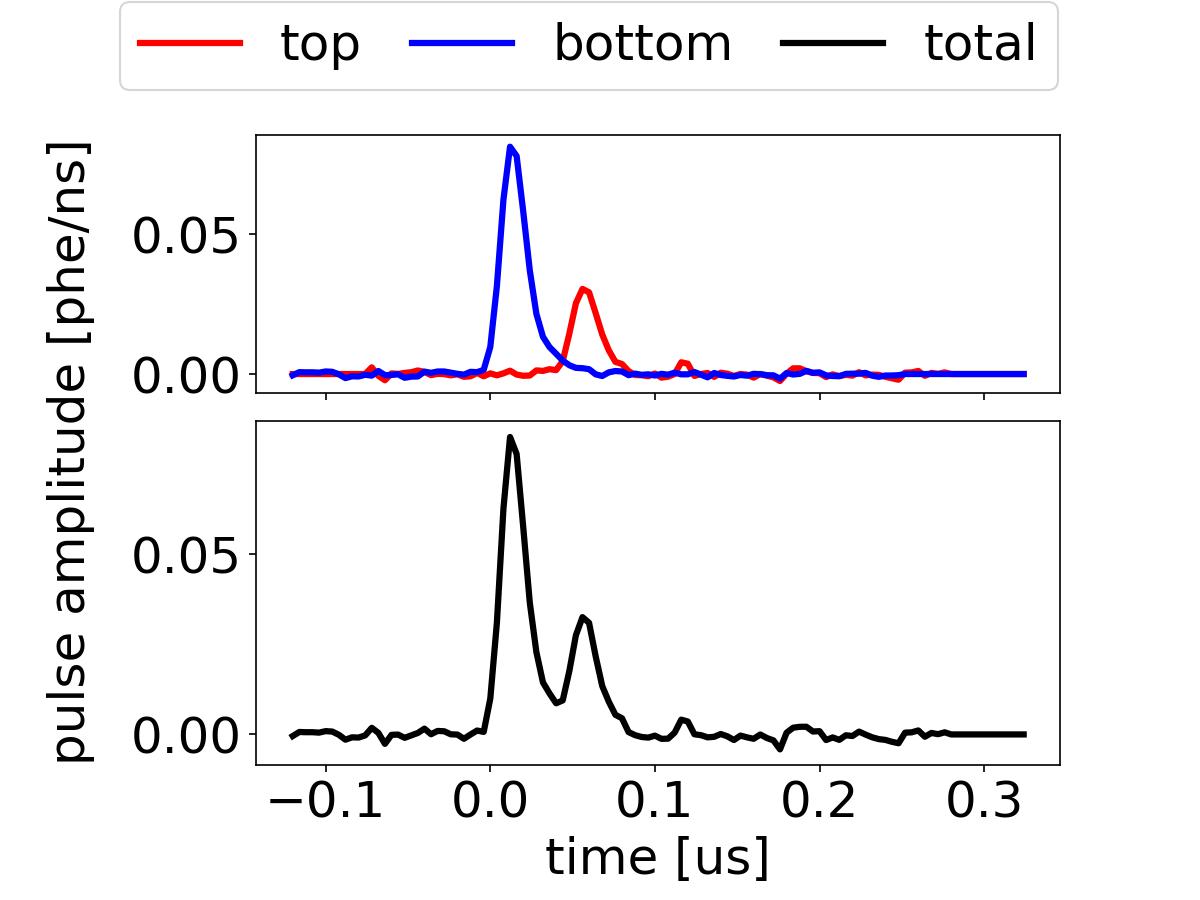 top bottom total
pulse amplitude [phe/ns]
0.05
0.00
0.05
0.00
−0.1 0.0 0.1 0.2 0.3
time [us]